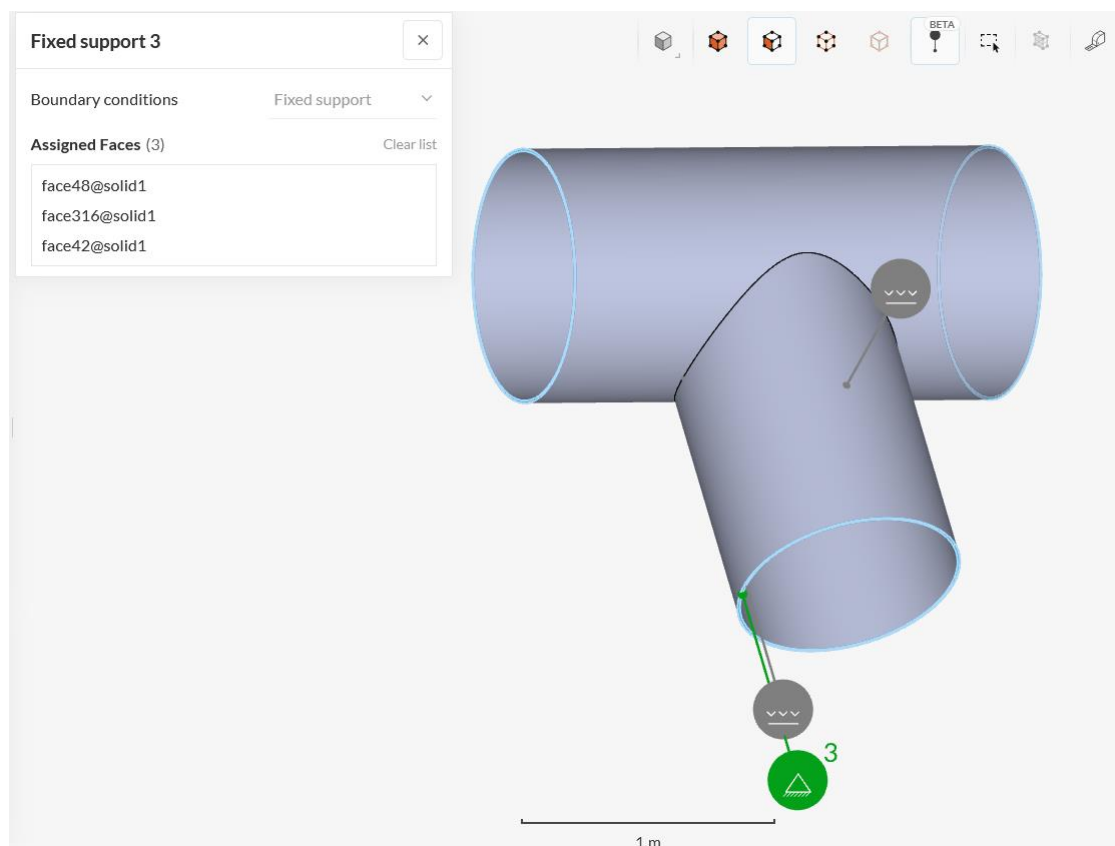 Fixed support 3
BETA
Boundary conditions Fixed support
Assigned Faces (3) Clear list
face48@solid1
face316@solid1
face42@solid1
3
1 m